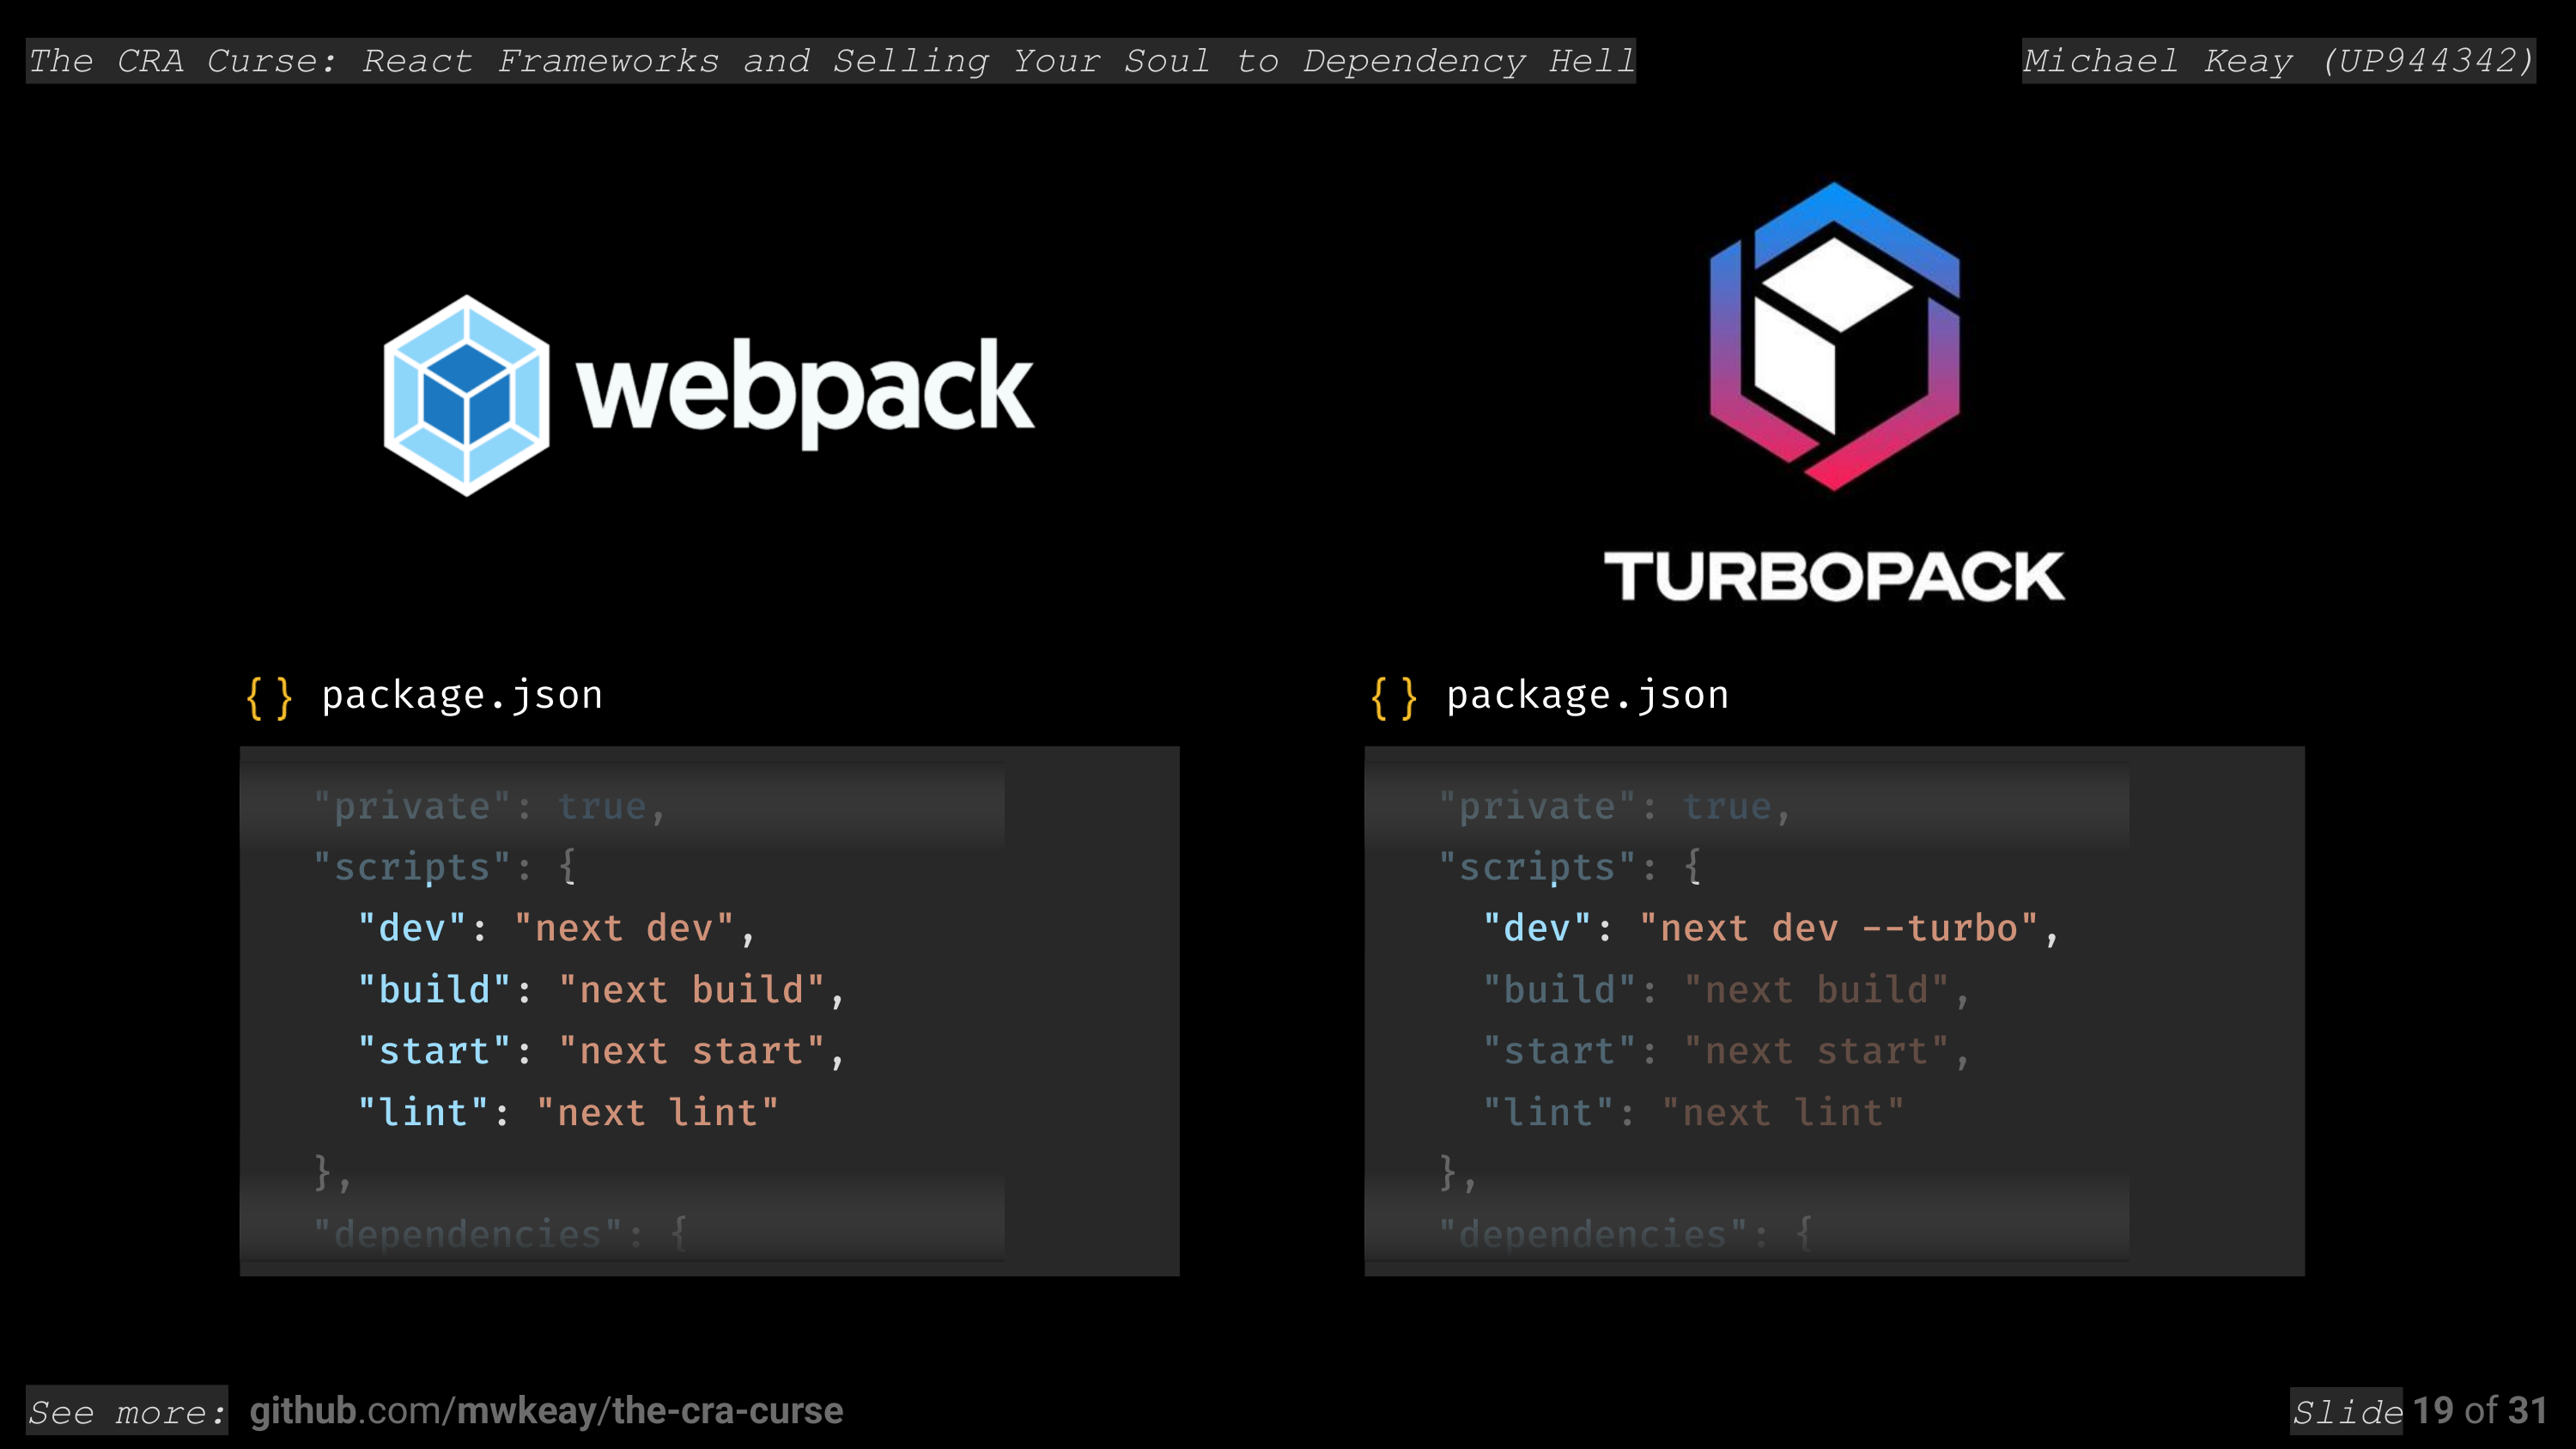 The CRA Curse: React Frameworks and Selling Your Soul to Dependency Hell
Michael Keay (UP944342)
webpack
TURBOPACK
{} package.json
"private": true,
"scripts": {
"dev": "next dev",
"build": "next build",
"start": "next start",
"lint": "next lint"
},
"dependencies": {
{} package.json
"private": true,
"scripts": {
"dev": "next dev --turbo",
"build": "next build",
"start": "next start",
"lint": "next lint"
},
"dependencies": {
See more: github.com/mwkeay/the-cra-curse
Slide 19 of 31